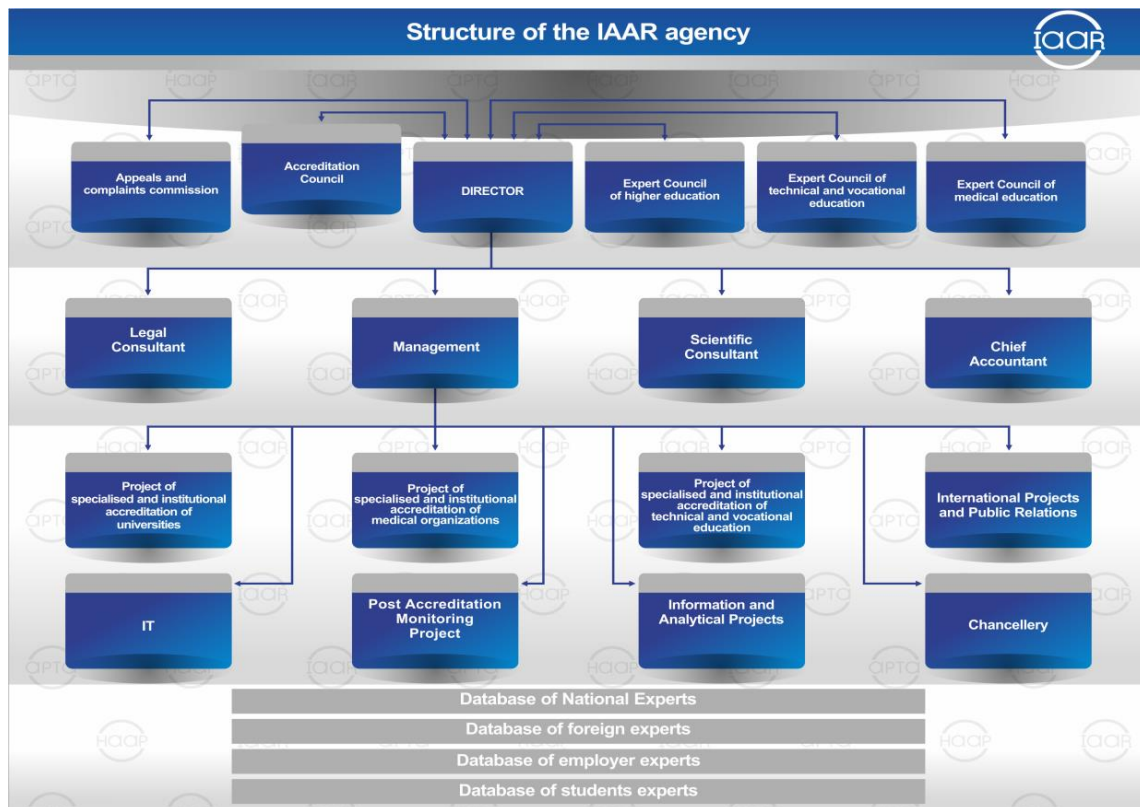 Structure of the IAAR agency
IAAR
Appeals and
complaints commission
Accreditation
Council
DIRECTOR
Expert Council
of higher education
Expert Council of
technical and vocational
education
Expert Council of
medical education
Legal
Consultant
Management
Scientific
Consultant
Chief
Accountant
Project of
specialised and institutional
accreditation of
universities
Project of
specialised and institutional
accreditation of
medical organizations
Project of
specialised and institutional
accreditation of
technical and vocational
education
International Projects
and Public Relations
IT
Post Accreditation
Monitoring
Project
Information and
Analytical Projects
Chancellery
Database of National Experts
Database of foreign experts
Database of employer experts
Database of students experts